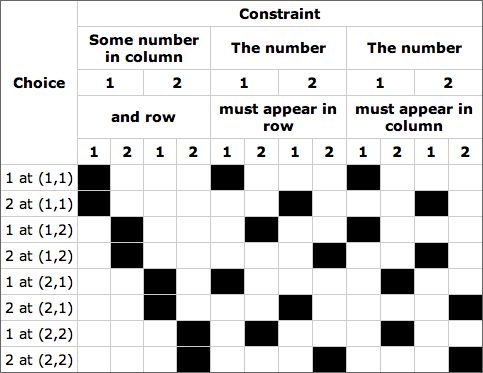 Constraint
Choice
Some number in column
The number
The number
1 2 1 2 1 2
and row
must appear in row
must appear in column
1 2 1 2 1 2 1 2 1 2 1 2
1 at (1,1)
2 at (1,1)
1 at (1,2)
2 at (1,2)
1 at (2,1)
2 at (2,1)
1 at (2,2)
2 at (2,2)